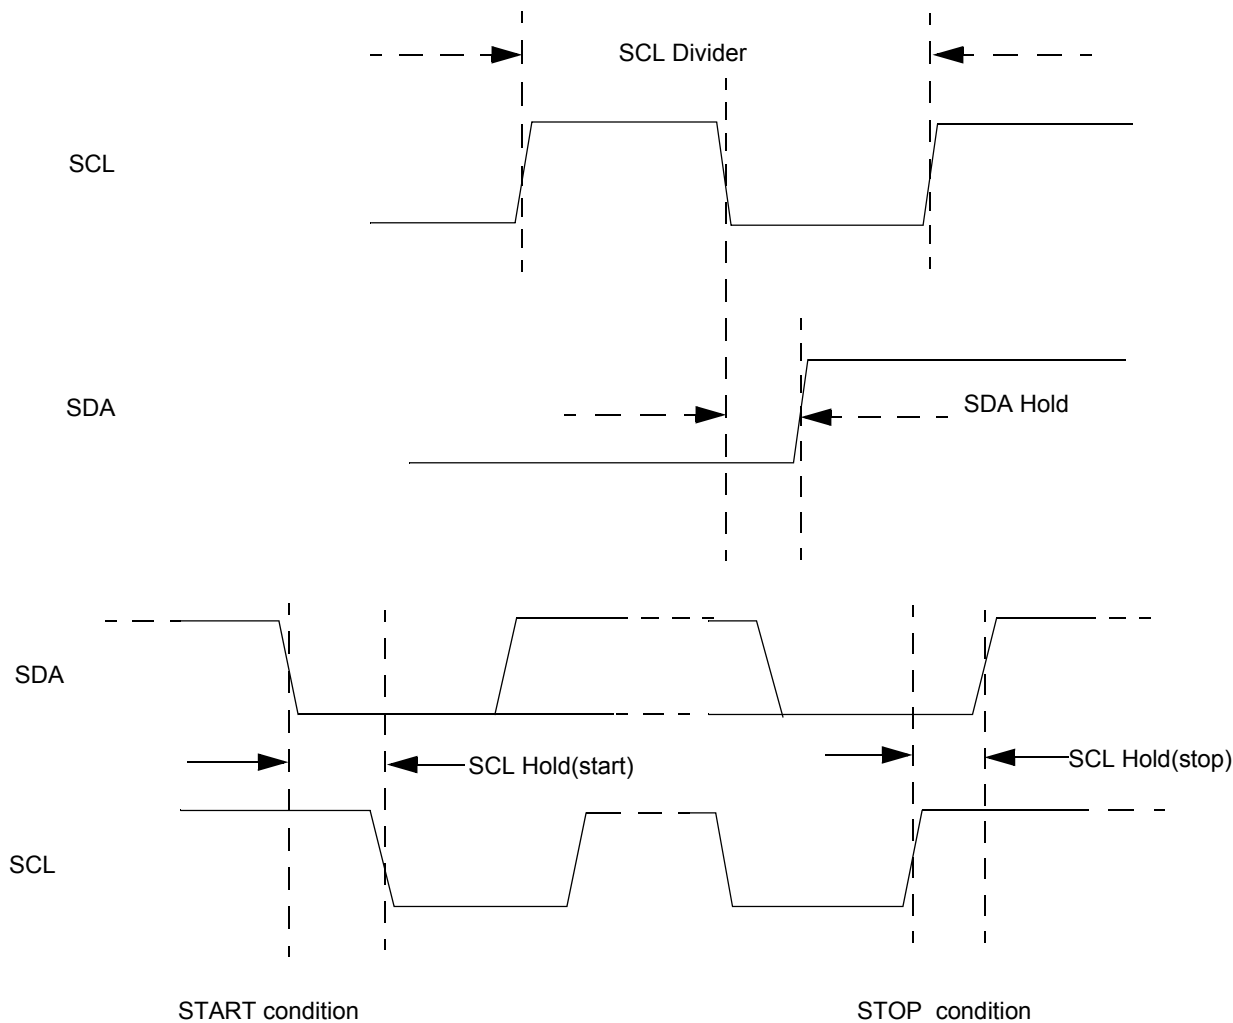 SCL Divider
SCL
SDA
SDA Hold
SDA
SCL Hold(start)
SCL Hold(stop)
SCL
START condition
STOP condition